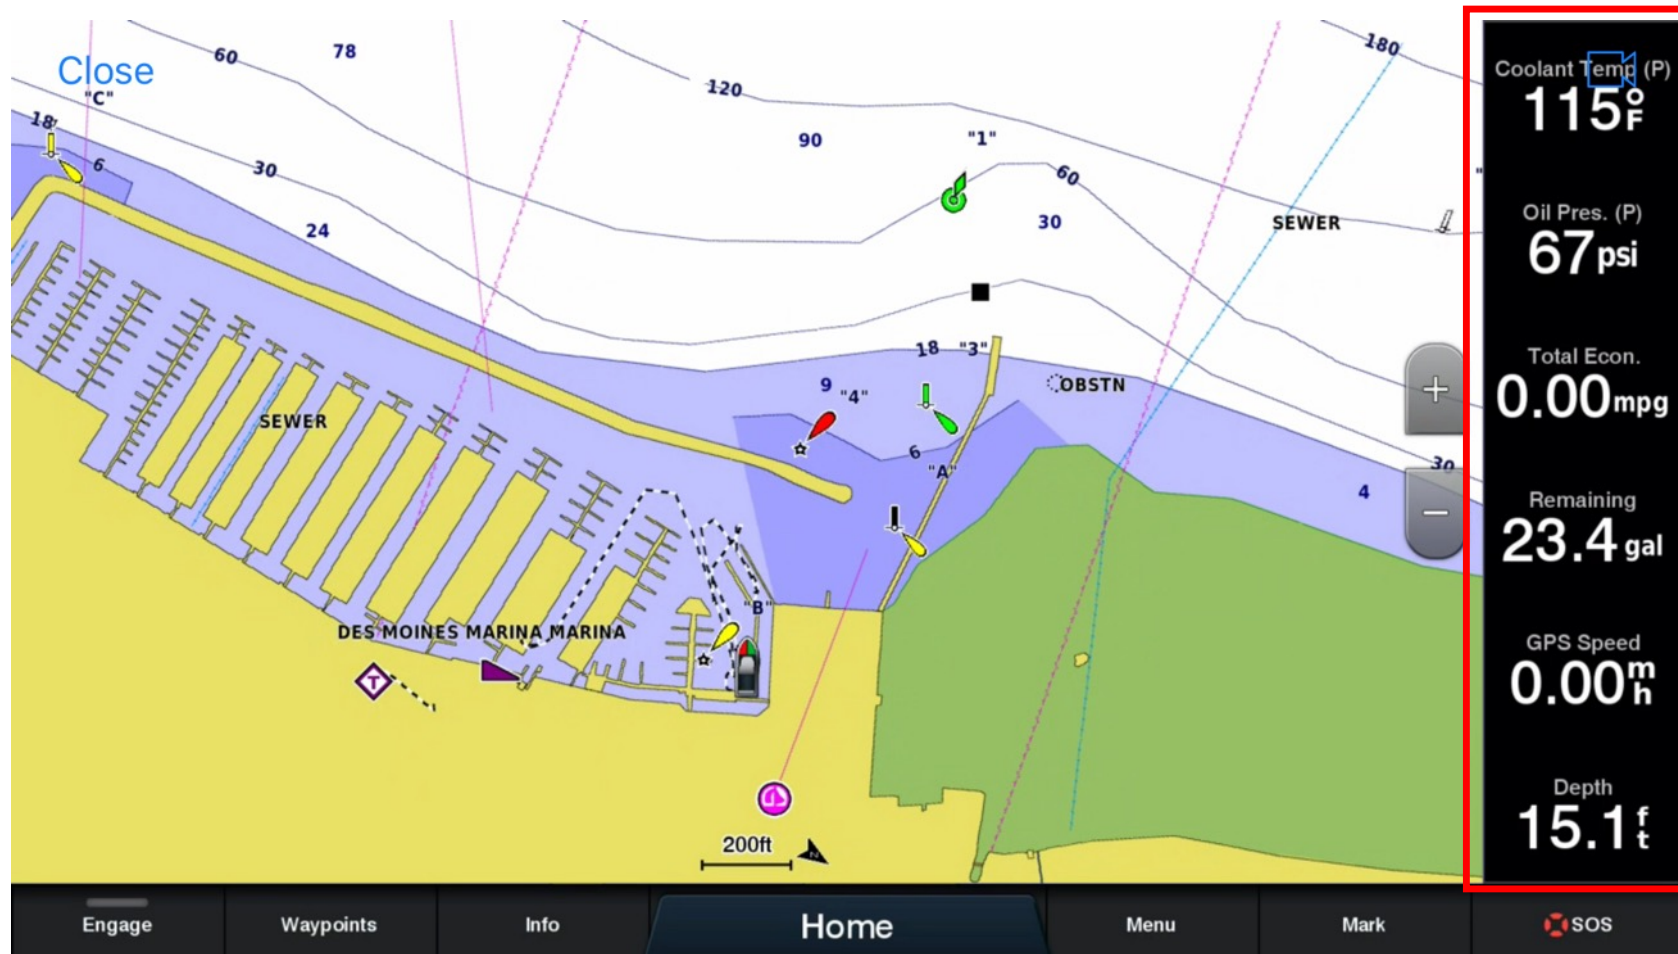 Close
"C"
18
6
60
78
30
24
120
90
"1"
60
30
180
SEWER
18
"3"
9
"4"
OBSTN
6
"A"
30
4
SEWER
"B"
DES MOINES MARINA MARINA
T
200ft
N
+
−
Coolant Temp (P)
115°F
Oil Pres. (P)
67psi
Total Econ.
0.00mpg
Remaining
23.4 gal
GPS Speed
0.00mh
Depth
15.1ft
Engage
Waypoints
Info
Home
Menu
Mark
SOS